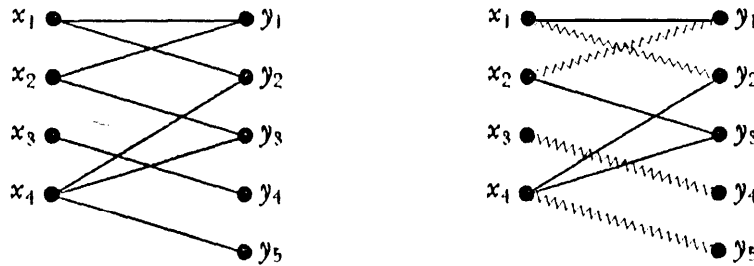 x₁ y₁ x₁ y₁
x₂ y₂ x₂ y₂
x₃ y₃ x₃ y₃
x₄ y₄ x₄ y₄
y₅ y₅